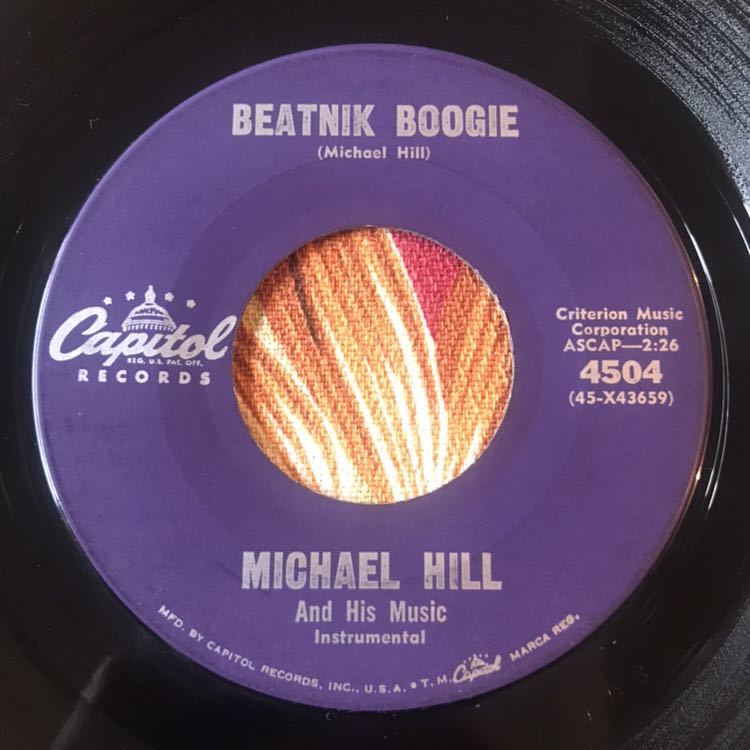 BEATNIK BOOGIE
(Michael Hill)
Capitol
REG. U.S. PAT. OFF.
RECORDS
Criterion Music
Corporation
ASCAP—2:26
4504
(45-X43659)
MICHAEL HILL
And His Music
Instrumental
MFD. BY CAPITOL RECORDS, INC., U.S.A. • T.M. Capitol MARCA REG.